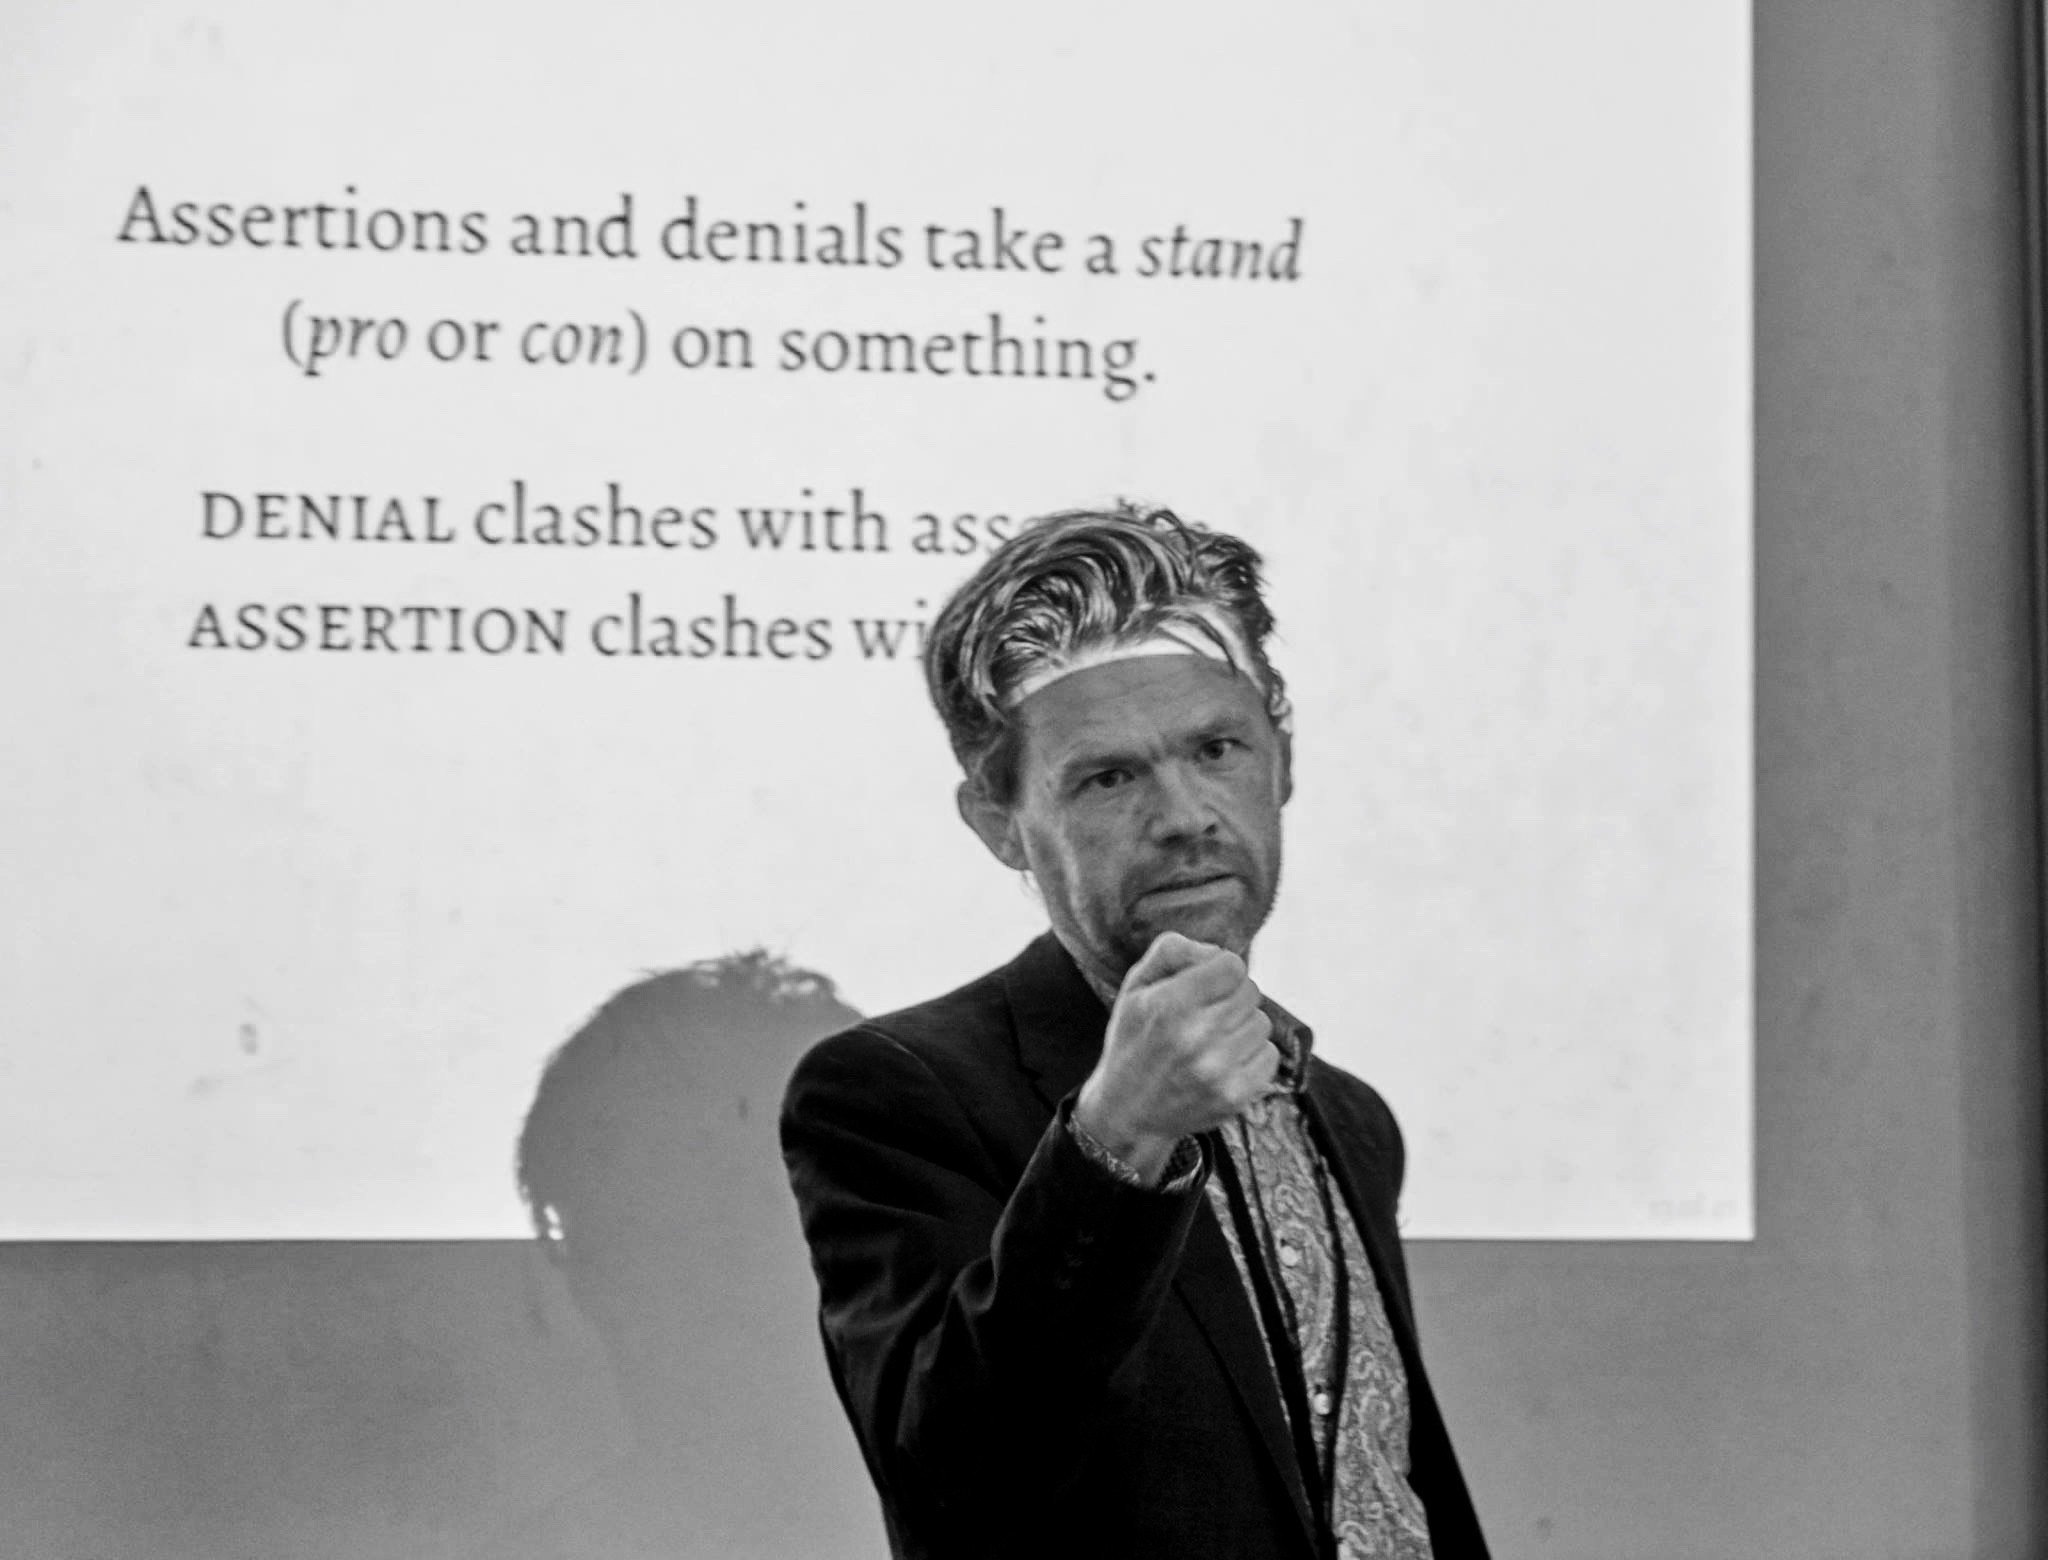 Assertions and denials take a stand
(pro or con) on something.
DENIAL clashes with
ASSERTION clashes